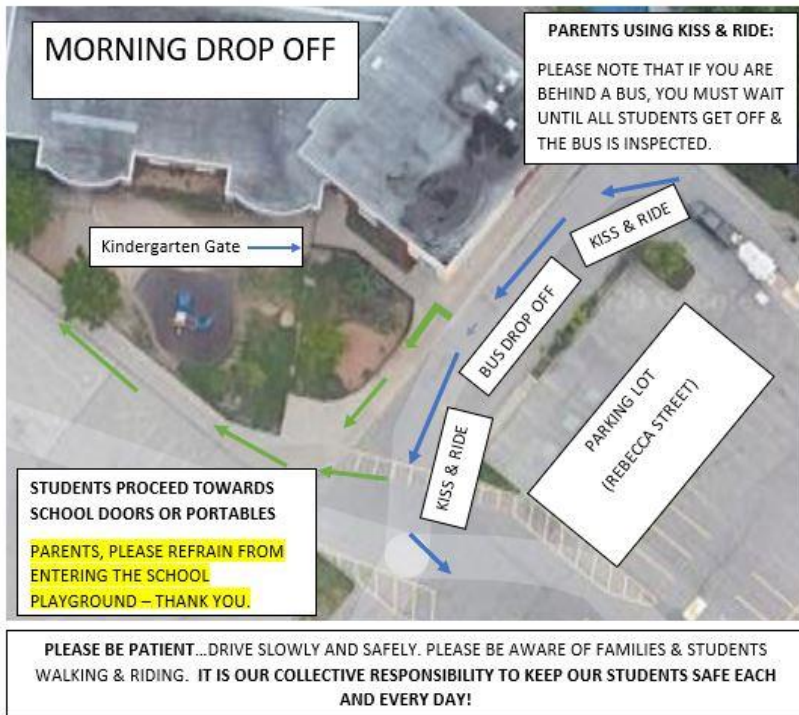 MORNING DROP OFF
PARENTS USING KISS & RIDE:
PLEASE NOTE THAT IF YOU ARE
BEHIND A BUS, YOU MUST WAIT
UNTIL ALL STUDENTS GET OFF &
THE BUS IS INSPECTED.
KISS & RIDE
Kindergarten Gate
BUS DROP OFF
PARKING LOT
(REBECCA STREET)
KISS & RIDE
STUDENTS PROCEED TOWARDS
SCHOOL DOORS OR PORTABLES
PARENTS, PLEASE REFRAIN FROM
ENTERING THE SCHOOL
PLAYGROUND – THANK YOU.
PLEASE BE PATIENT...DRIVE SLOWLY AND SAFELY. PLEASE BE AWARE OF FAMILIES & STUDENTS
WALKING & RIDING. IT IS OUR COLLECTIVE RESPONSIBILITY TO KEEP OUR STUDENTS SAFE EACH
AND EVERY DAY!